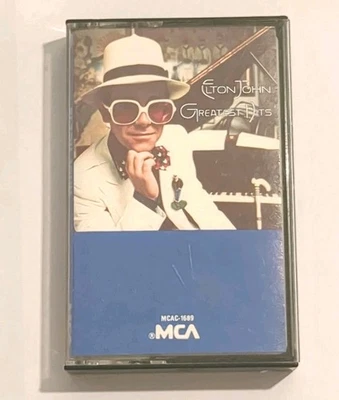 ELTON JOHN
GREATEST HITS
MCAC-1689
®MCA